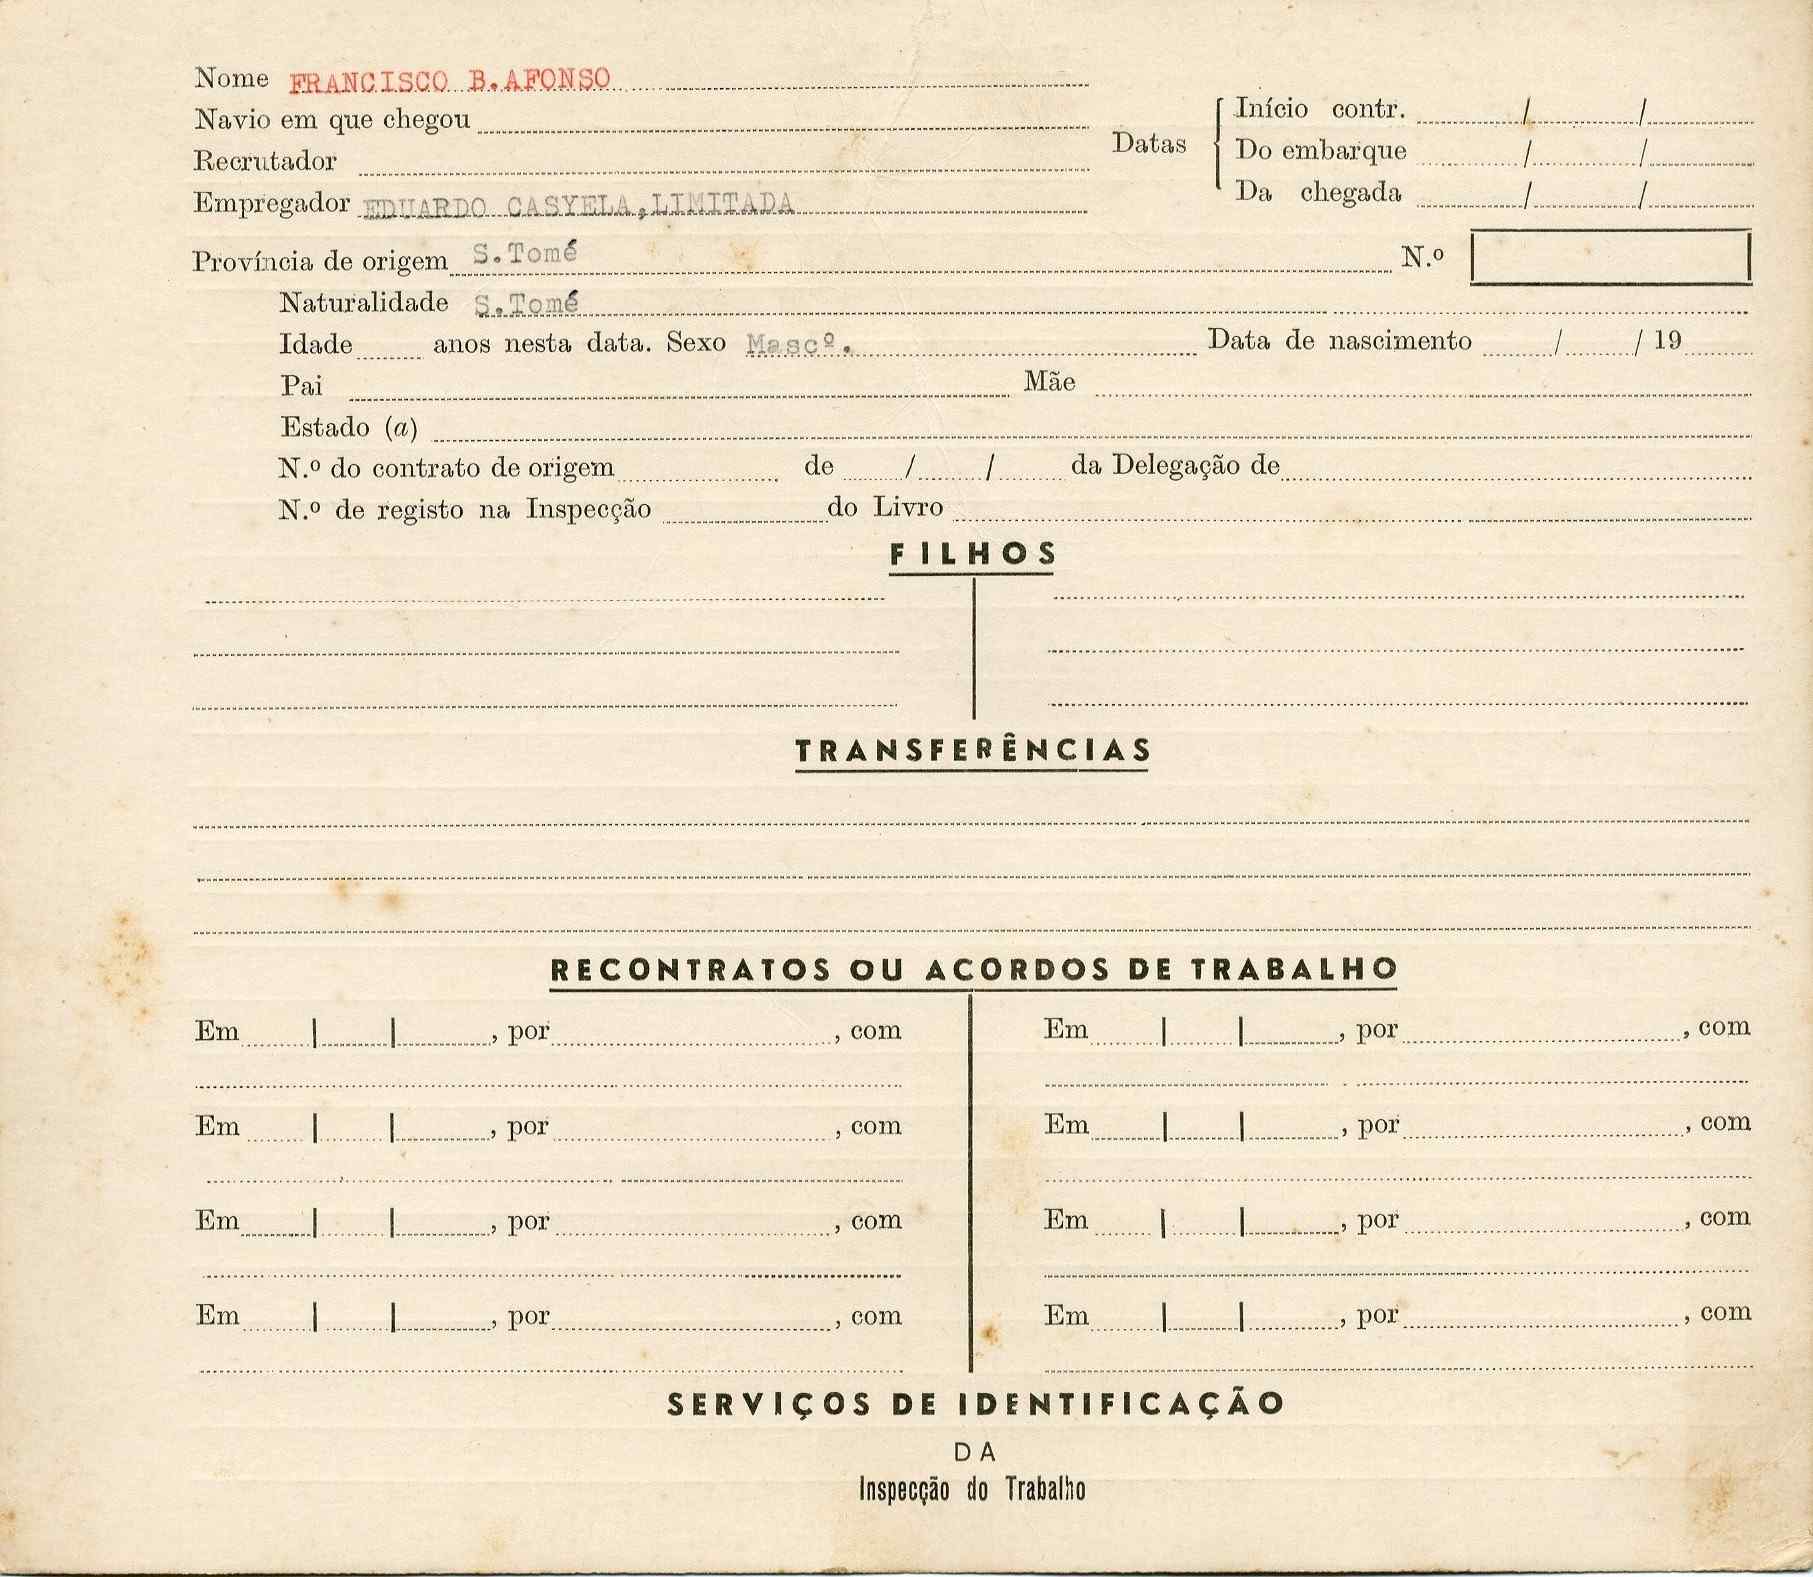 Nome FRANCISCO B.AFONSO
Navio em que chegou
Recrutador
Empregador EDUARDO CASYELA,LIMITADA
Datas
Início contr. / /
Do embarque / /
Da chegada / /
Província de origem S.Tomé N.º
Naturalidade S.Tomé
Idade anos nesta data. Sexo Mascº. Data de nascimento / / 19
Pai Mãe
Estado (a)
N.º do contrato de origem de / / da Delegação de
N.º de registo na Inspecção do Livro
FILHOS
TRANSFERÊNCIAS
RECONTRATOS OU ACORDOS DE TRABALHO
Em | | , por , com Em | | , por , com
Em | | , por , com Em | | , por , com
Em | | , por , com Em | | , por , com
Em | | , por , com Em | | , por , com
SERVIÇOS DE IDENTIFICAÇÃO
DA
Inspecção do Trabalho